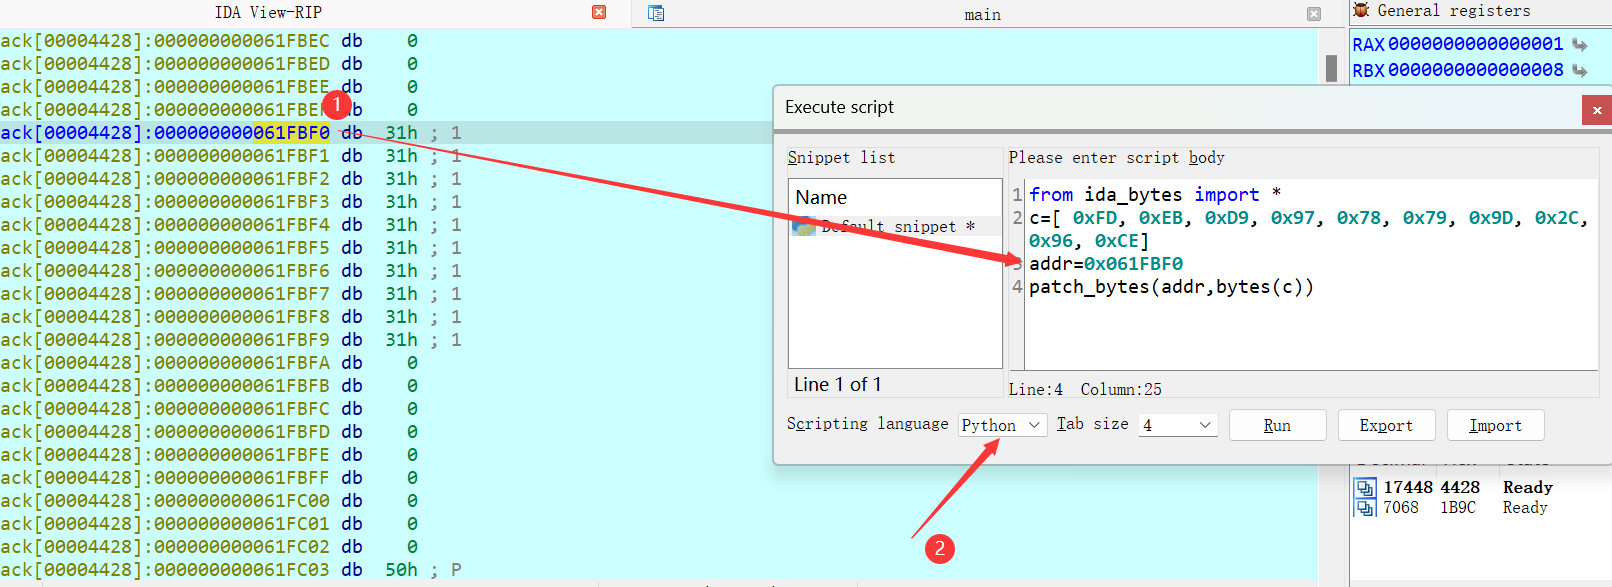 IDA View-RIP
main
General registers
ack[00004428]:000000000061FBEC db 0
ack[00004428]:000000000061FBED db 0
ack[00004428]:000000000061FBEE db 0
db 0
ack[00004428]:000000000061FBF0 db 31h ; 1
ack[00004428]:000000000061FBF1 db 31h ; 1
ack[00004428]:000000000061FBF2 db 31h ; 1
ack[00004428]:000000000061FBF3 db 31h ; 1
ack[00004428]:000000000061FBF4 db 31h ; 1
ack[00004428]:000000000061FBF5 db 31h ; 1
ack[00004428]:000000000061FBF6 db 31h ; 1
ack[00004428]:000000000061FBF7 db 31h ; 1
ack[00004428]:000000000061FBF8 db 31h ; 1
ack[00004428]:000000000061FBF9 db 31h ; 1
ack[00004428]:000000000061FBFA db 0
ack[00004428]:000000000061FBFB db 0
ack[00004428]:000000000061FBFC db 0
ack[00004428]:000000000061FBFD db 0
ack[00004428]:000000000061FBFE db 0
ack[00004428]:000000000061FBFF db 0
ack[00004428]:000000000061FC00 db 0
ack[00004428]:000000000061FC01 db 0
ack[00004428]:000000000061FC02 db 0
ack[00004428]:000000000061FC03 db 50h ; P
1
2
RAX 0000000000000001
RBX 0000000000000008
Execute script
Snippet list
Name
Default snippet *
Line 1 of 1
Please enter script body
1 from ida_bytes import *
2 c=[ 0xFD, 0xEB, 0xD9, 0x97, 0x78, 0x79, 0x9D, 0x2C,
0x96, 0xCE]
3 addr=0x061FBF0
4 patch_bytes(addr,bytes(c))
Line:4 Column:25
Scripting language Python Tab size 4 Run Export Import
17448 4428 Ready
7068 1B9C Ready